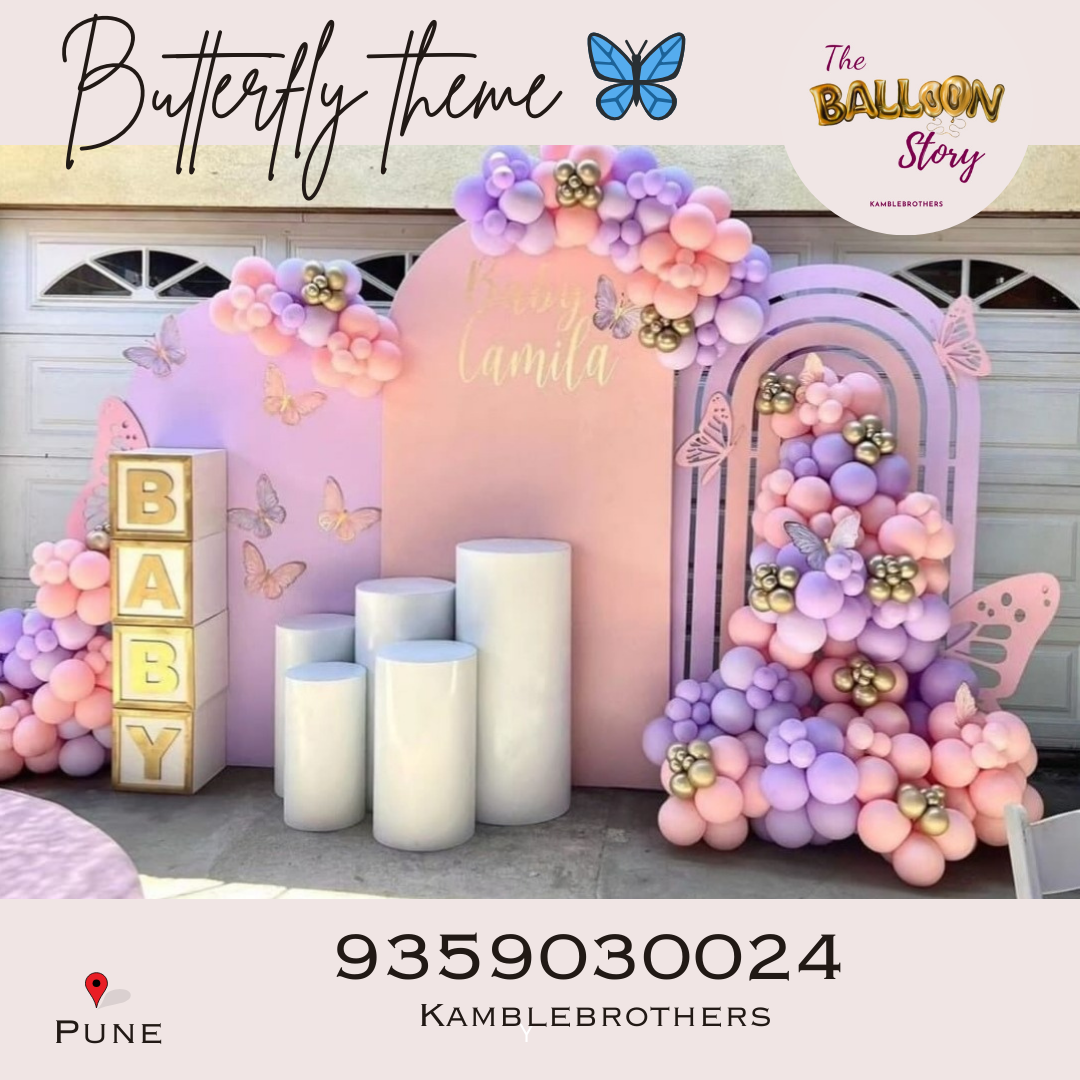 Butterfly theme
The
BALLOON
Story
KAMBLEBROTHERS
Baby
Camila
B
A
B
Y
9359030024
KAMBLEBROTHERS
Y
PUNE